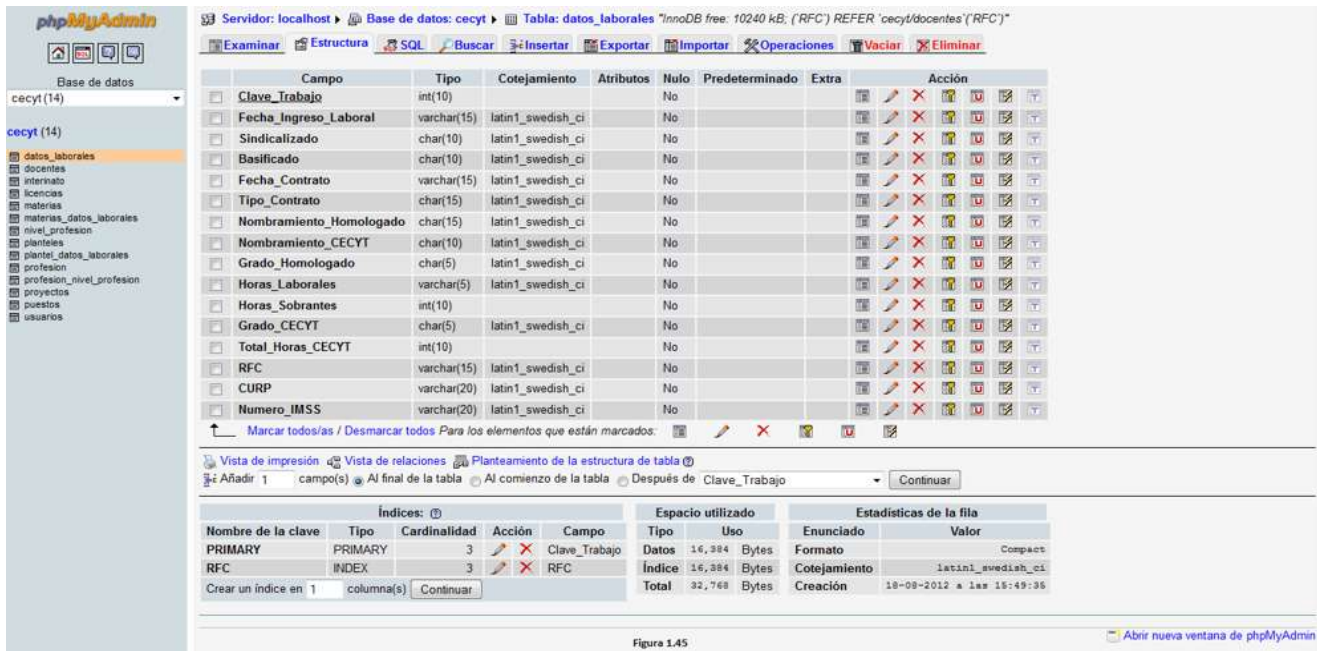 phpMyAdmin
Servidor: localhost Base de datos: cecyt Tabla: datos_laborales "InnoDB free: 10240 kB; (`RFC`) REFER `cecyt/docentes`(`RFC`)"
Examinar Estructura SQL Buscar Insertar Exportar Importar Operaciones Vaciar Eliminar
Base de datos
cecyt (14)
cecyt (14)
datos_laborales
docentes
interinato
licencias
materias
materias_datos_laborales
nivel_profesion
planteles
plantel_datos_laborales
profesion
profesion_nivel_profesion
proyectos
puestos
usuarios
Campo Tipo Cotejamiento Atributos Nulo Predeterminado Extra Acción
Clave_Trabajo int(10) No
Fecha_Ingreso_Laboral varchar(15) latin1_swedish_ci No
Sindicalizado char(10) latin1_swedish_ci No
Basificado char(10) latin1_swedish_ci No
Fecha_Contrato varchar(15) latin1_swedish_ci No
Tipo_Contrato char(15) latin1_swedish_ci No
Nombramiento_Homologado char(15) latin1_swedish_ci No
Nombramiento_CECYT char(10) latin1_swedish_ci No
Grado_Homologado char(5) latin1_swedish_ci No
Horas_Laborales varchar(5) latin1_swedish_ci No
Horas_Sobrantes int(10) No
Grado_CECYT char(5) latin1_swedish_ci No
Total_Horas_CECYT int(10) No
RFC varchar(15) latin1_swedish_ci No
CURP varchar(20) latin1_swedish_ci No
Numero_IMSS varchar(20) latin1_swedish_ci No
Marcar todos/as / Desmarcar todos Para los elementos que están marcados:
Vista de impresión Vista de relaciones Planteamiento de la estructura de tabla
Añadir 1 campo(s) Al final de la tabla Al comienzo de la tabla Después de Clave_Trabajo Continuar
Índices:
Nombre de la clave Tipo Cardinalidad Acción Campo
PRIMARY PRIMARY 3 Clave_Trabajo
RFC INDEX 3 RFC
Crear un índice en 1 columna(s) Continuar
Espacio utilizado
Tipo Uso
Datos 16,384 Bytes
Índice 16,384 Bytes
Total 32,768 Bytes
Estadísticas de la fila
Enunciado Valor
Formato Compact
Cotejamiento latin1_swedish_ci
Creación 18-08-2012 a las 15:49:35
Abrir nueva ventana de phpMyAdmin
Figura 1.45